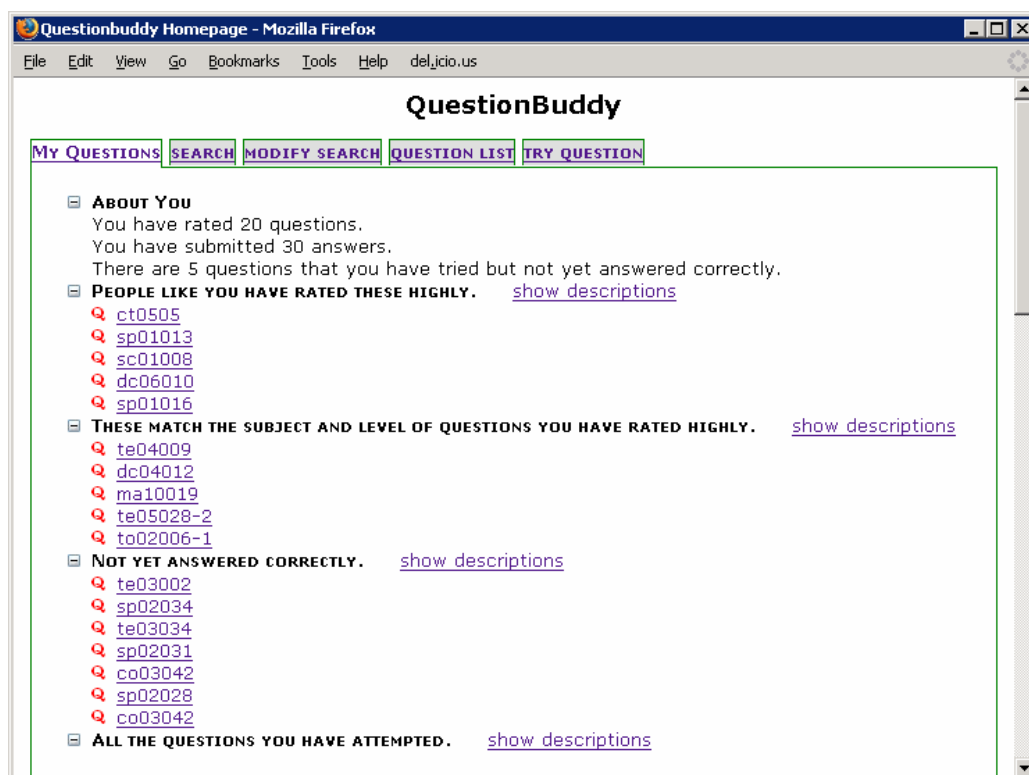 Questionbuddy Homepage - Mozilla Firefox
File Edit View Go Bookmarks Tools Help del.icio.us
QuestionBuddy
MY QUESTIONS SEARCH MODIFY SEARCH QUESTION LIST TRY QUESTION
ABOUT YOU
You have rated 20 questions.
You have submitted 30 answers.
There are 5 questions that you have tried but not yet answered correctly.
PEOPLE LIKE YOU HAVE RATED THESE HIGHLY. show descriptions
Q ct0505
Q sp01013
Q sc01008
Q dc06010
Q sp01016
THESE MATCH THE SUBJECT AND LEVEL OF QUESTIONS YOU HAVE RATED HIGHLY. show descriptions
Q te04009
Q dc04012
Q ma10019
Q te05028-2
Q to02006-1
NOT YET ANSWERED CORRECTLY. show descriptions
Q te03002
Q sp02034
Q te03034
Q sp02031
Q co03042
Q sp02028
Q co03042
ALL THE QUESTIONS YOU HAVE ATTEMPTED. show descriptions